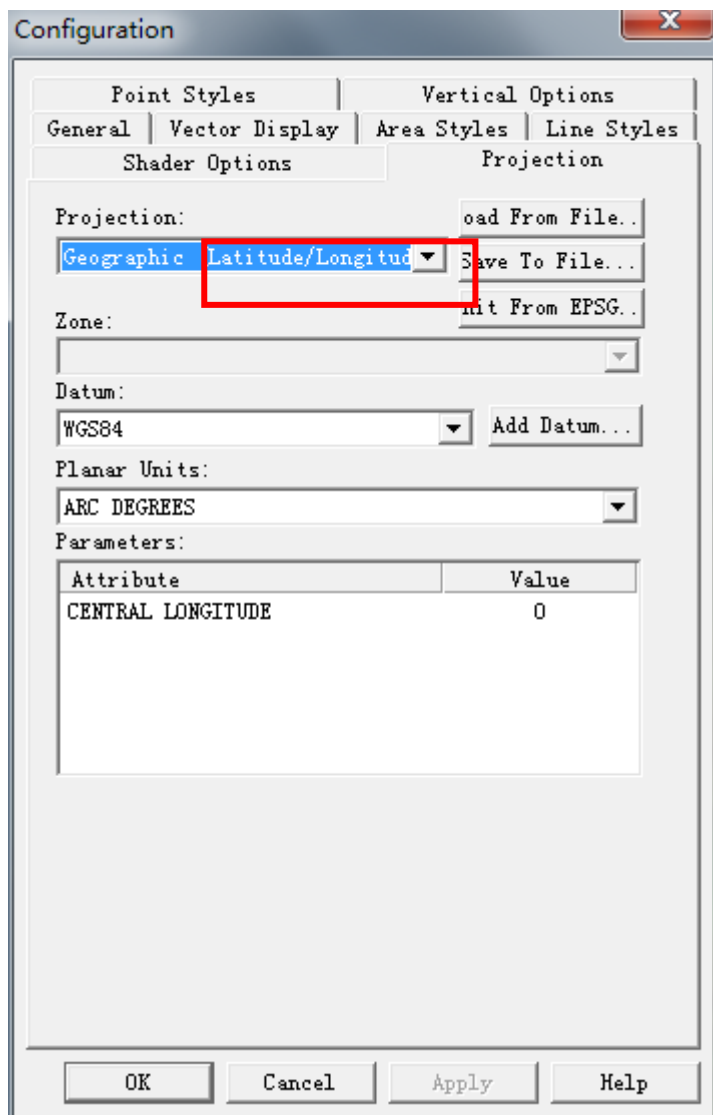 Configuration
Point Styles
Vertical Options
General
Vector Display
Area Styles
Line Styles
Shader Options
Projection
Projection:
oad From File..
Geographic Latitude/Longitud
Save To File...
nit From EPSG..
Zone:
Datum:
WGS84
Add Datum...
Planar Units:
ARC DEGREES
Parameters:
Attribute
Value
CENTRAL LONGITUDE
0
OK
Cancel
Apply
Help